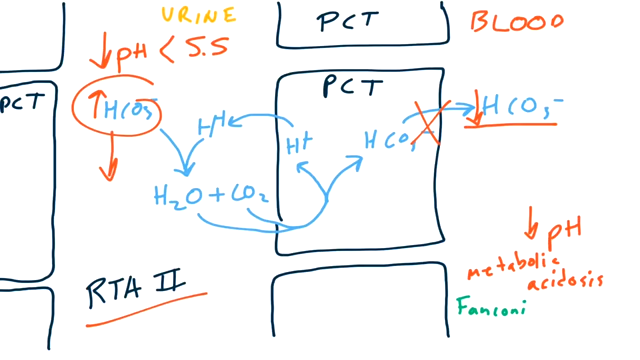 URINE
PCT
BLOOD
↓pH < 5.5
PCT
PCT
↑HCO₃⁻
H⁺
H⁺
HCO₃⁻
↓HCO₃⁻
H₂O + CO₂
↓pH
metabolic
acidosis
RTA II
Fanconi